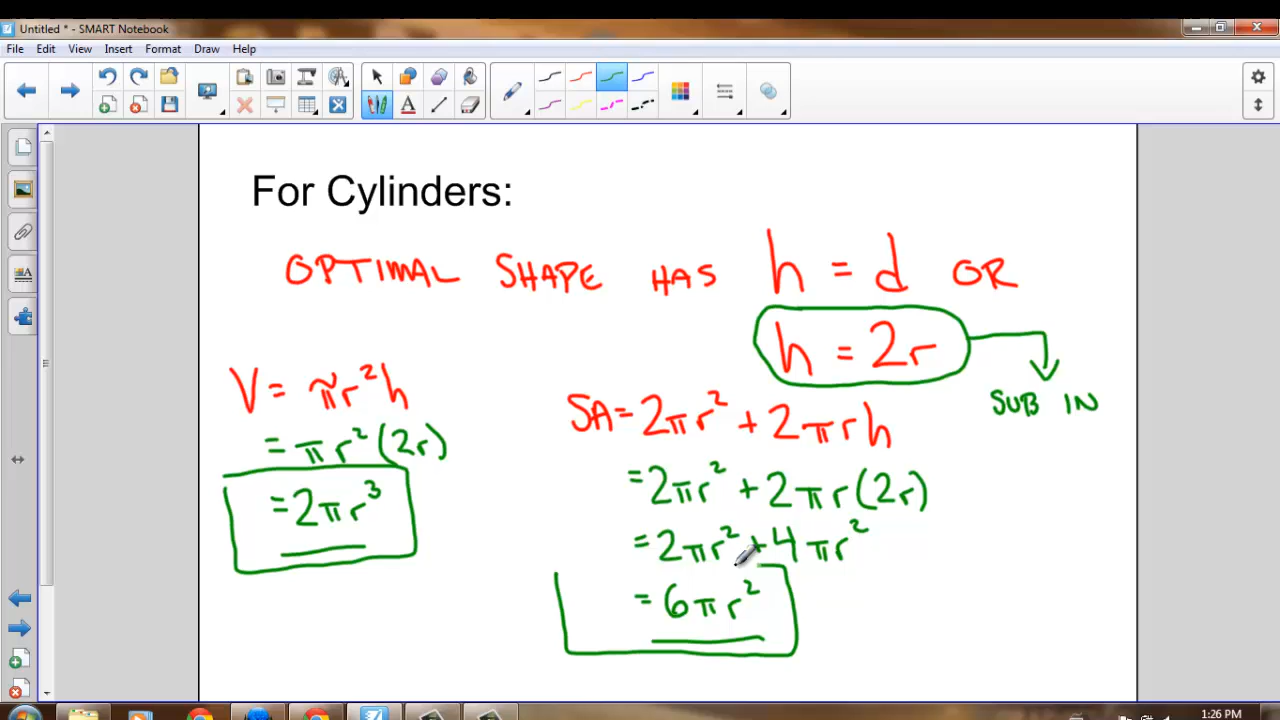 Untitled * - SMART Notebook
File Edit View Insert Format Draw Help
For Cylinders:
OPTIMAL SHAPE HAS h = d OR
h = 2r
SUB IN
V = πr²h
= πr²(2r)
= 2πr³
SA = 2πr² + 2πrh
= 2πr² + 2πr(2r)
= 2πr² + 4πr²
= 6πr²
1:26 PM